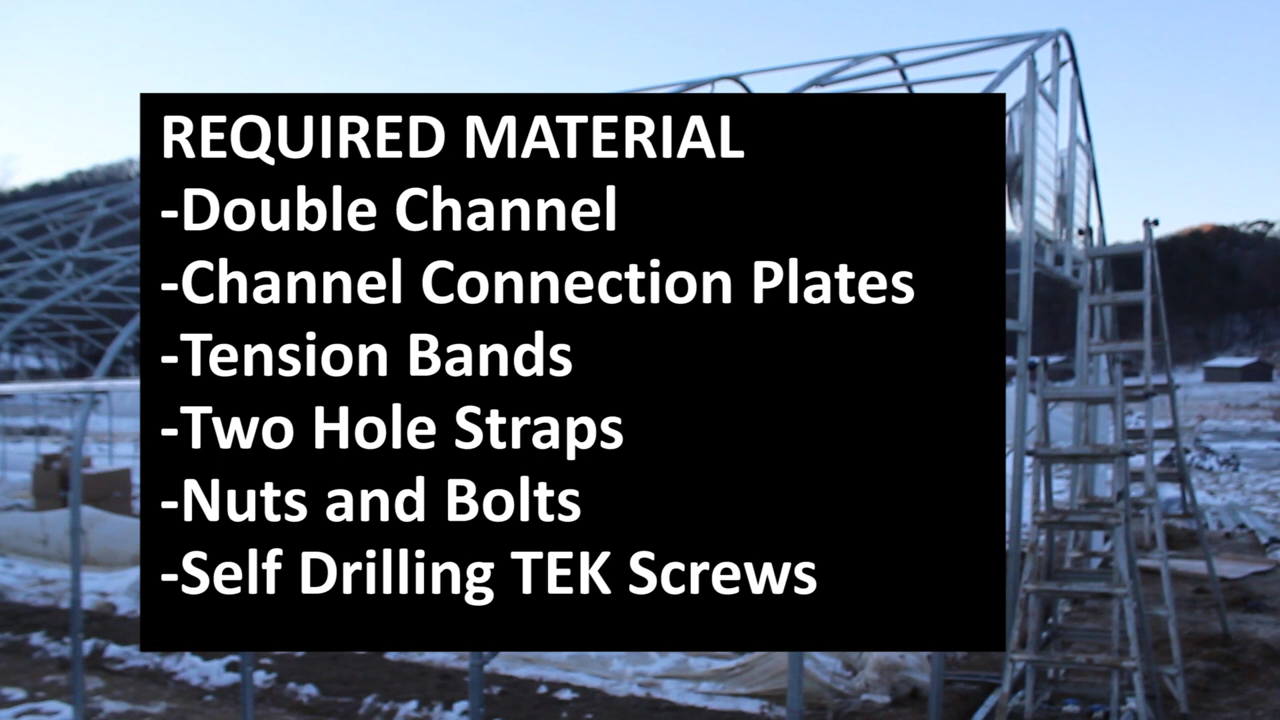 REQUIRED MATERIAL
-Double Channel
-Channel Connection Plates
-Tension Bands
-Two Hole Straps
-Nuts and Bolts
-Self Drilling TEK Screws